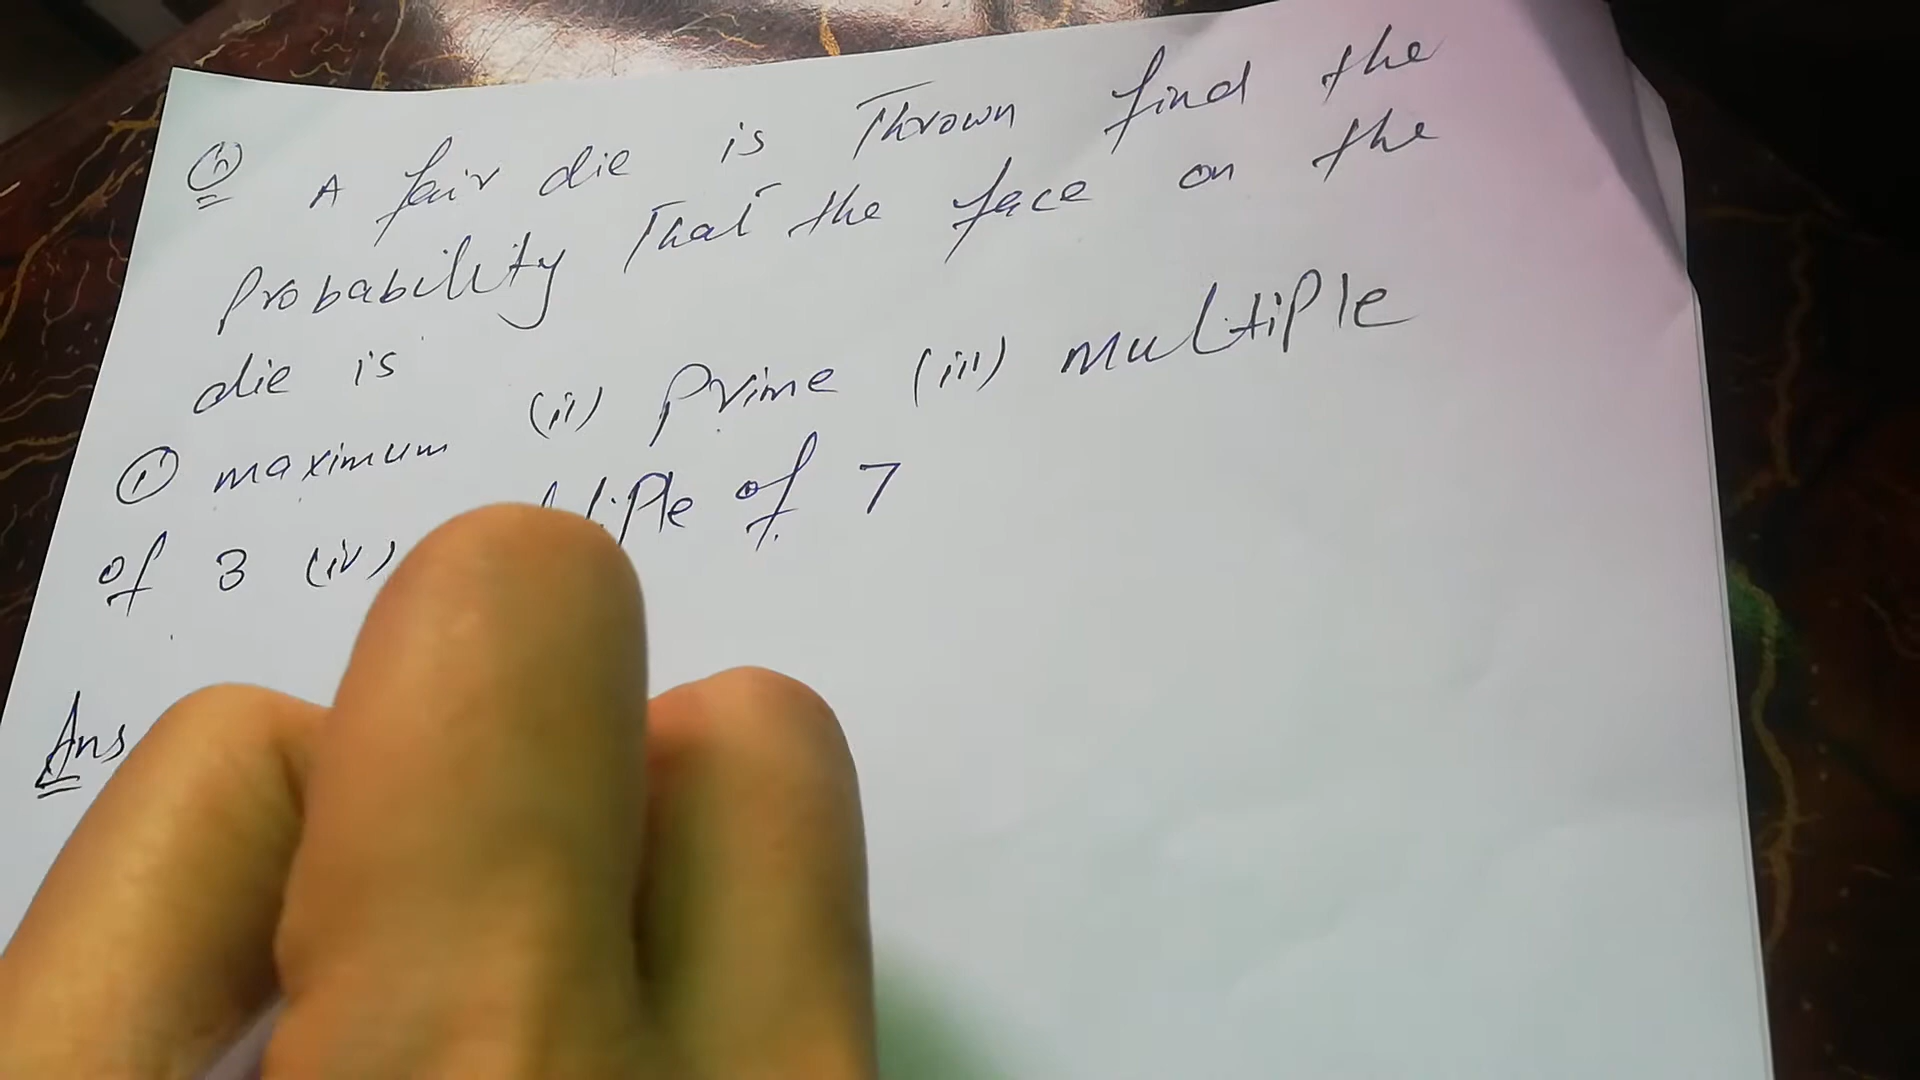 A fair die is Thrown find the
Probability That the face on the
die is
(i) maximum (ii) Prime (iii) multiple
of 3 (iv) of 7
Ans